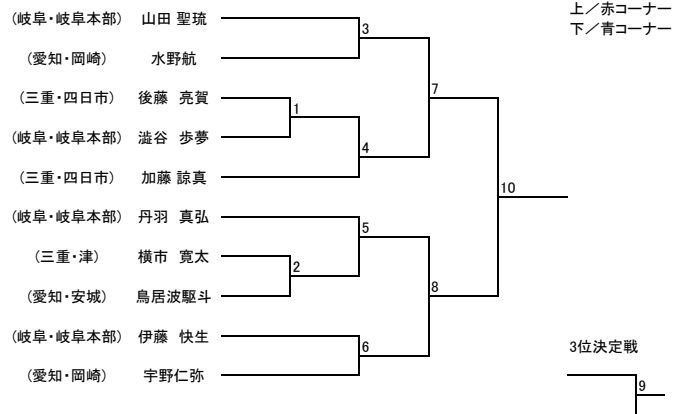 上／赤コーナー
下／青コーナー
(岐阜・岐阜本部) 山田 聖琉
3
(愛知・岡崎) 水野航
(三重・四日市) 後藤 亮賀
7
1
(岐阜・岐阜本部) 澁谷 歩夢
4
(三重・四日市) 加藤 諒真
10
(岐阜・岐阜本部) 丹羽 真弘
5
(三重・津) 横市 寛太
2
(愛知・安城) 鳥居波駆斗
8
(岐阜・岐阜本部) 伊藤 快生
6
3位決定戦
(愛知・岡崎) 宇野仁弥
9